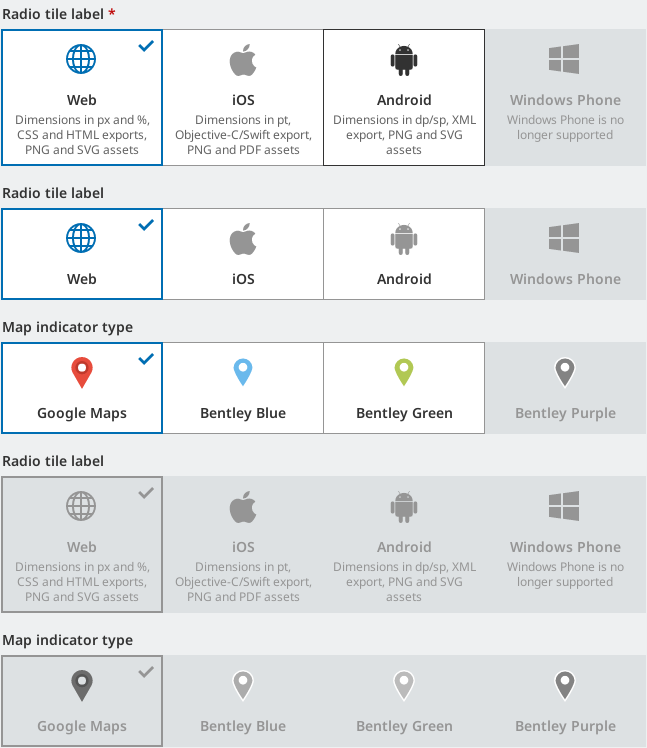 Radio tile label *
Web
Dimensions in px and %,
CSS and HTML exports,
PNG and SVG assets
iOS
Dimensions in pt,
Objective-C/Swift export,
PNG and PDF assets
Android
Dimensions in dp/sp, XML
export, PNG and SVG
assets
Windows Phone
Windows Phone is no
longer supported
Radio tile label
Web
iOS
Android
Windows Phone
Map indicator type
Google Maps
Bentley Blue
Bentley Green
Bentley Purple
Radio tile label
Web
Dimensions in px and %,
CSS and HTML exports,
PNG and SVG assets
iOS
Dimensions in pt,
Objective-C/Swift export,
PNG and PDF assets
Android
Dimensions in dp/sp, XML
export, PNG and SVG
assets
Windows Phone
Windows Phone is no
longer supported
Map indicator type
Google Maps
Bentley Blue
Bentley Green
Bentley Purple